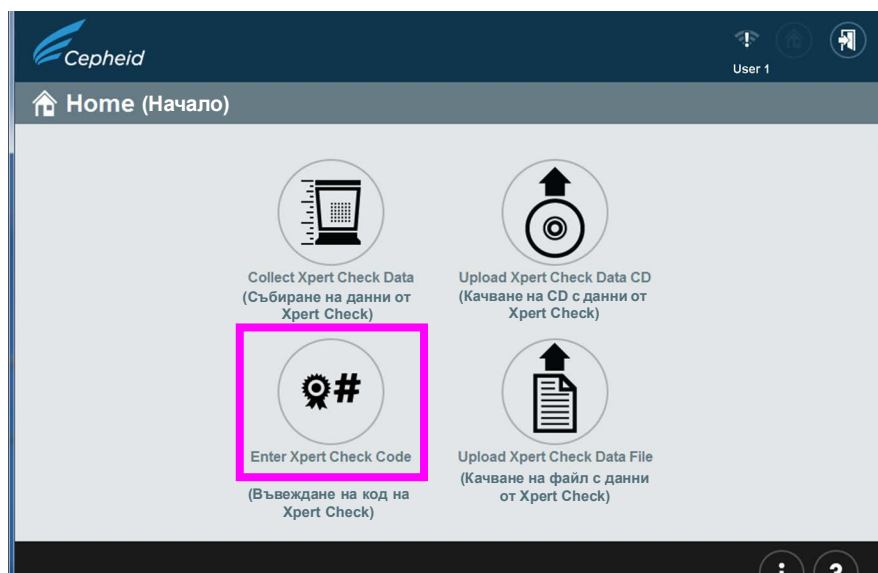 Cepheid
User 1
Home (Начало)
Collect Xpert Check Data
(Събиране на данни от
Xpert Check)
Upload Xpert Check Data CD
(Качване на CD с данни от
Xpert Check)
#
Enter Xpert Check Code
(Въвеждане на код на
Xpert Check)
Upload Xpert Check Data File
(Качване на файл с данни
от Xpert Check)
i ?